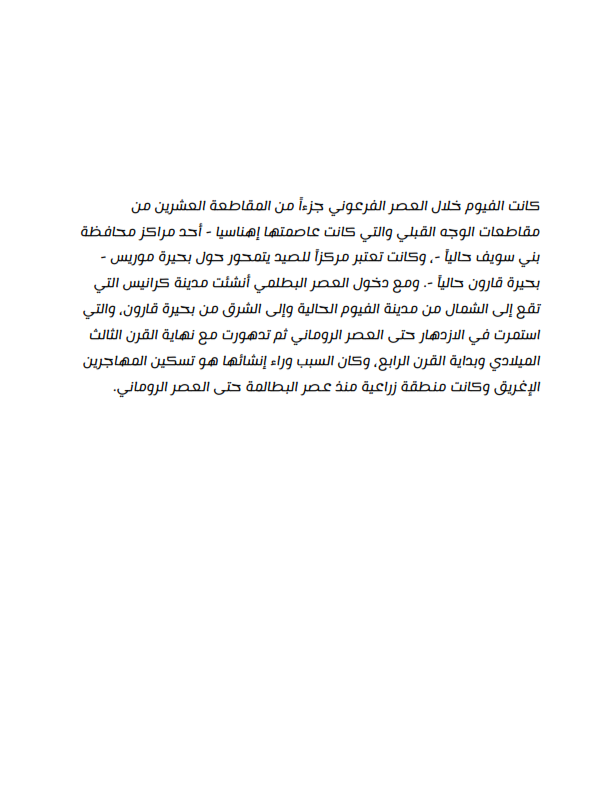 كانت الفيوم خلال العصر الفرعوني جزءاً من المقاطعة العشرين من
مقاطعات الوجه القبلي والتي كانت عاصمتها إهناسيا - أحد مراكز محافظة
بني سويف حالياً -، وكانت تعتبر مركزاً للصيد يتمحور حول بحيرة موريس -
بحيرة قارون حالياً -. ومع دخول العصر البطلمي أنشئت مدينة كرانيس التي
تقع إلى الشمال من مدينة الفيوم الحالية وإلى الشرق من بحيرة قارون، والتي
استمرت في الازدهار حتى العصر الروماني ثم تدهورت مع نهاية القرن الثالث
الميلادي وبداية القرن الرابع، وكان السبب وراء إنشائها هو تسكين المهاجرين
الإغريق وكانت منطقة زراعية منذ عصر البطالمة حتى العصر الروماني.